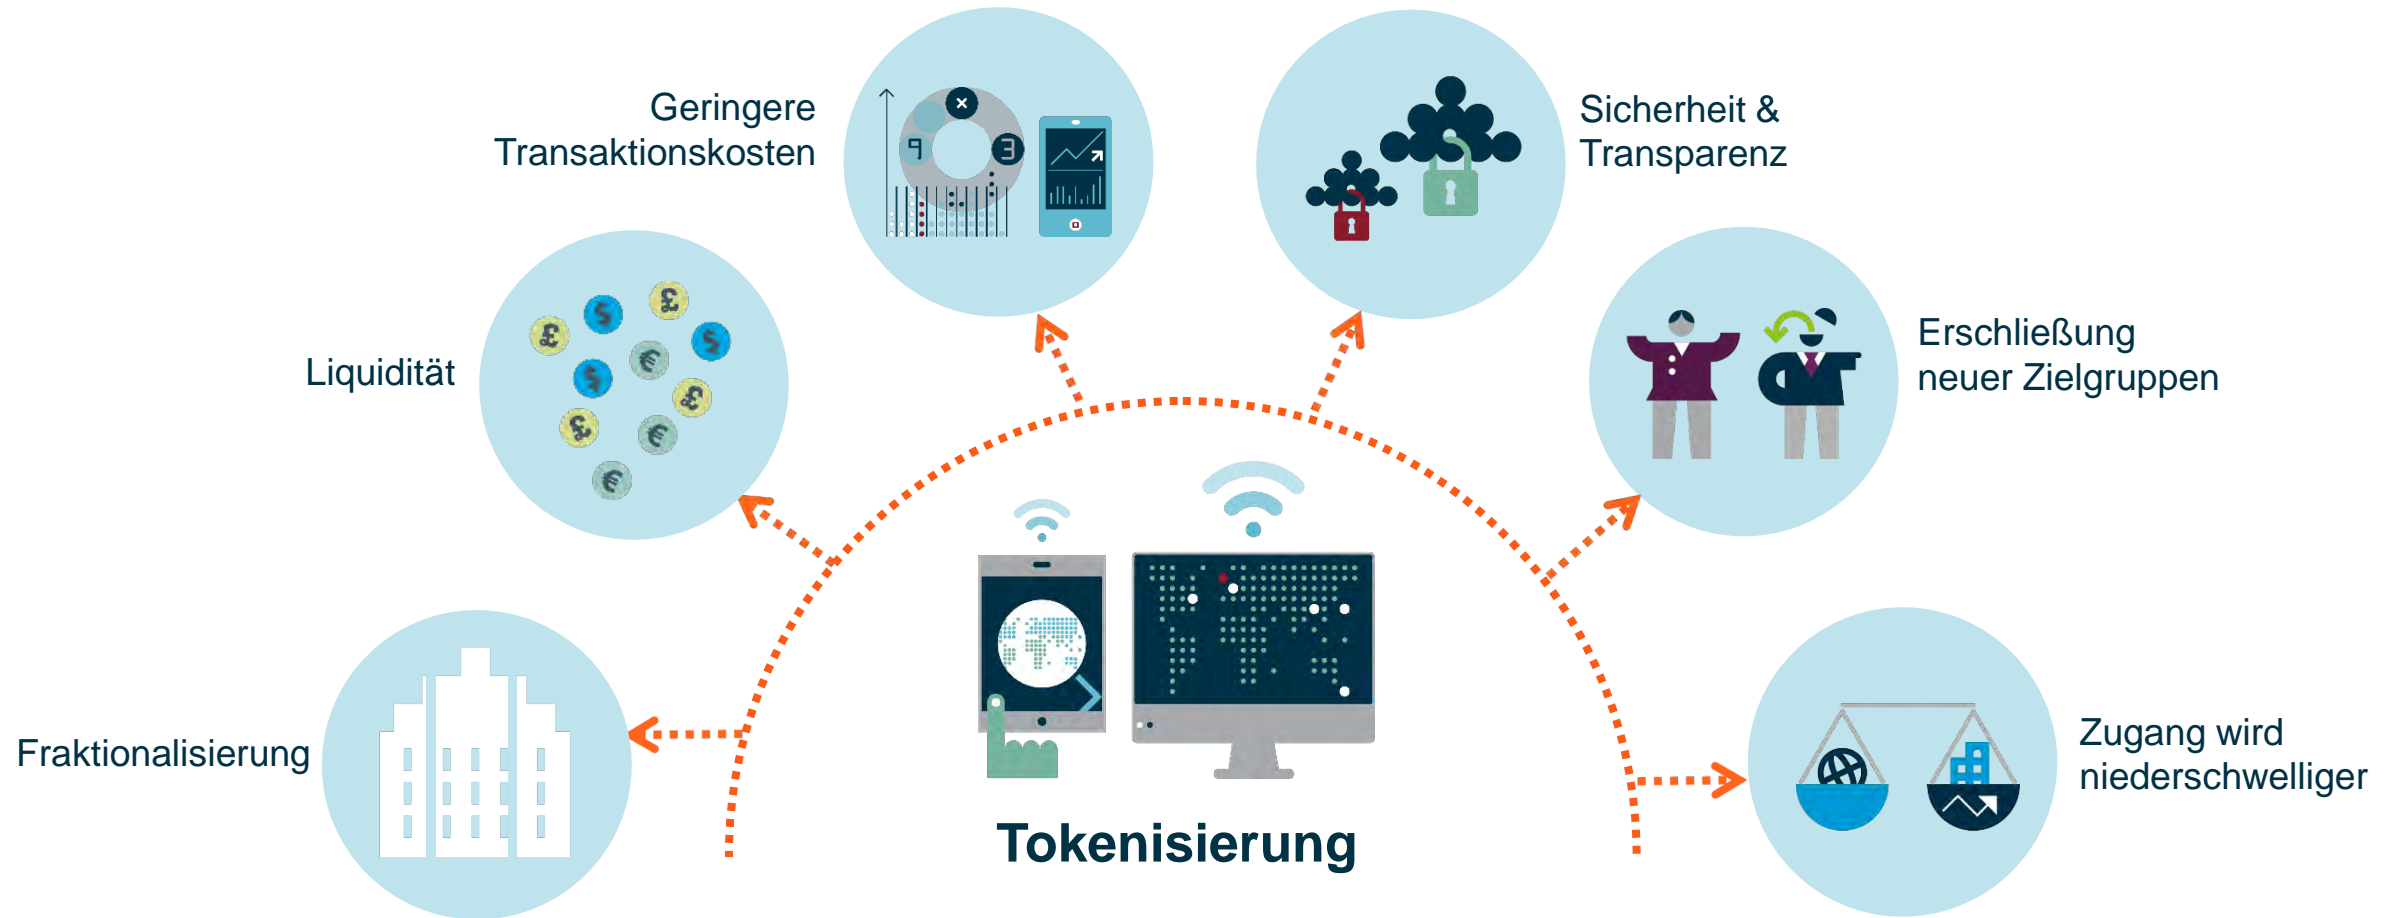 Geringere
Transaktionskosten
Sicherheit &
Transparenz
Liquidität
Erschließung
neuer Zielgruppen
Fraktionalisierung
Zugang wird
niederschwelliger
Tokenisierung